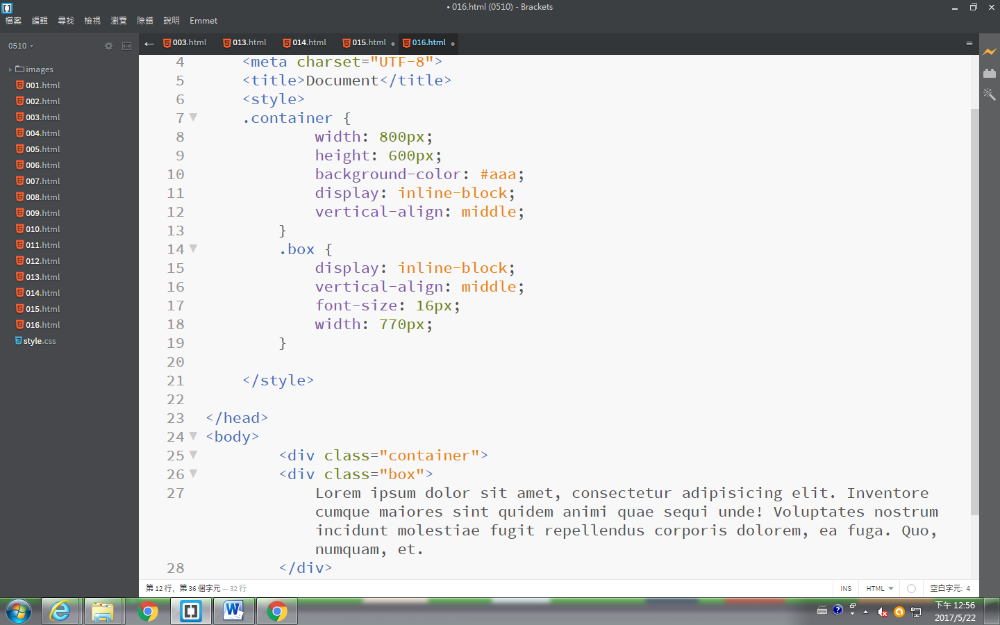 • 016.html (0510) - Brackets
檔案 編輯 尋找 檢視 瀏覽 除錯 說明 Emmet
0510
003.html 013.html 014.html 015.html 016.html
images
001.html
002.html
003.html
004.html
005.html
006.html
007.html
008.html
009.html
010.html
011.html
012.html
013.html
014.html
015.html
016.html
style.css
4 <meta charset="UTF-8">
5 <title>Document</title>
6 <style>
7 .container {
8 width: 800px;
9 height: 600px;
10 background-color: #aaa;
11 display: inline-block;
12 vertical-align: middle;
13 }
14 .box {
15 display: inline-block;
16 vertical-align: middle;
17 font-size: 16px;
18 width: 770px;
19 }
20
21 </style>
22
23 </head>
24 <body>
25 <div class="container">
26 <div class="box">
27 Lorem ipsum dolor sit amet, consectetur adipisicing elit. Inventore
cumque maiores sint quidem animi quae sequi unde! Voluptates nostrum
incidunt molestiae fugit repellendus corporis dolorem, ea fuga. Quo,
numquam, et.
28 </div>
第 12 行, 第 36 個字元 — 32 行 INS HTML 空白字元: 4
下午 12:56
2017/5/22